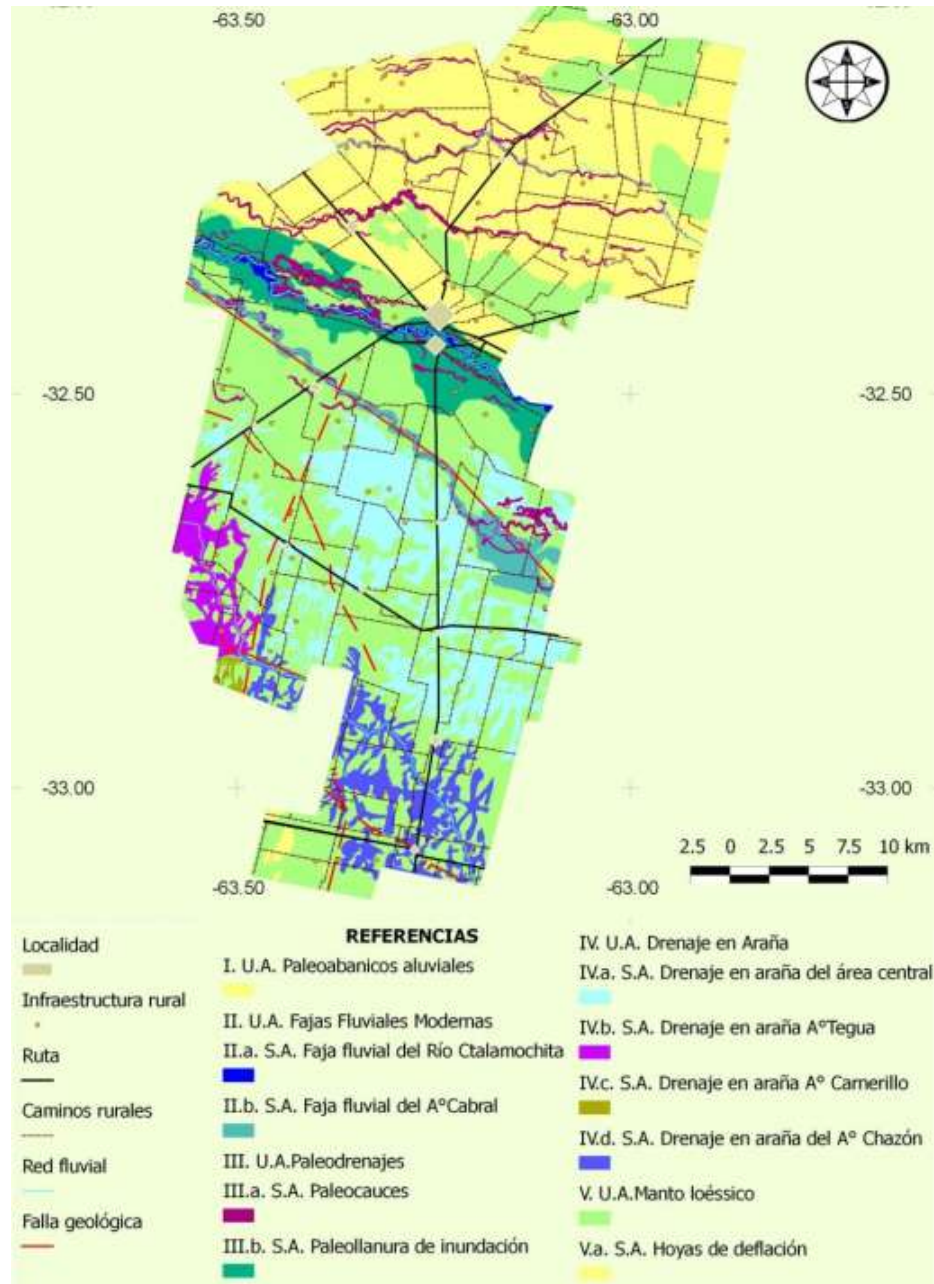 -63.50
-63.00
-32.50
-32.50
-33.00
-33.00
2.5 0 2.5 5 7.5 10 km
-63.50
-63.00
REFERENCIAS
Localidad
Infraestructura rural
Ruta
Caminos rurales
Red fluvial
Falla geológica
I. U.A. Paleoabanicos aluviales
II. U.A. Fajas Fluviales Modernas
II.a. S.A. Faja fluvial del Río Ctalamochita
II.b. S.A. Faja fluvial del A°Cabral
III. U.A.Paleodrenajes
III.a. S.A. Paleocauces
III.b. S.A. Paleollanura de inundación
IV. U.A. Drenaje en Araña
IV.a. S.A. Drenaje en araña del área central
IV.b. S.A. Drenaje en araña A°Tegua
IV.c. S.A. Drenaje en araña A° Carnerillo
IV.d. S.A. Drenaje en araña del A° Chazón
V. U.A.Manto loéssico
V.a. S.A. Hoyas de deflación